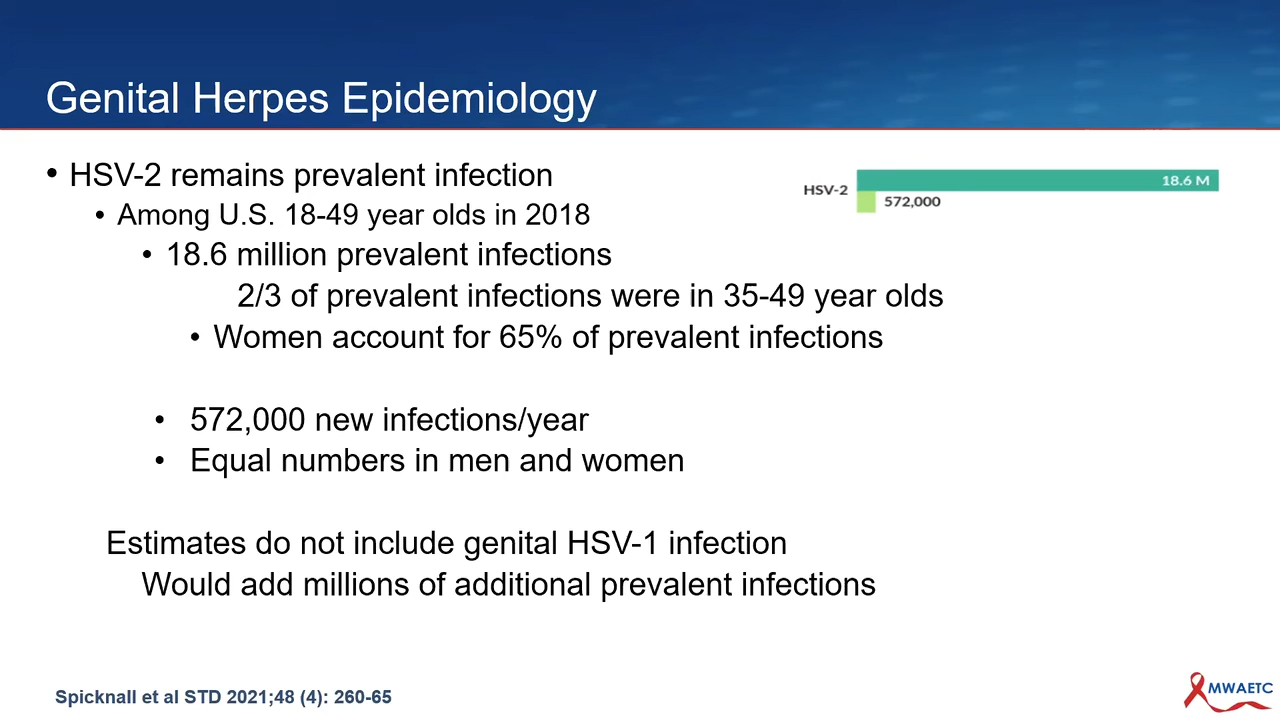 Genital Herpes Epidemiology
• HSV-2 remains prevalent infection
• Among U.S. 18-49 year olds in 2018
• 18.6 million prevalent infections
2/3 of prevalent infections were in 35-49 year olds
• Women account for 65% of prevalent infections
• 572,000 new infections/year
• Equal numbers in men and women
Estimates do not include genital HSV-1 infection
Would add millions of additional prevalent infections
HSV-2
18.6 M
572,000
Spicknall et al STD 2021;48 (4): 260-65
MWAETC